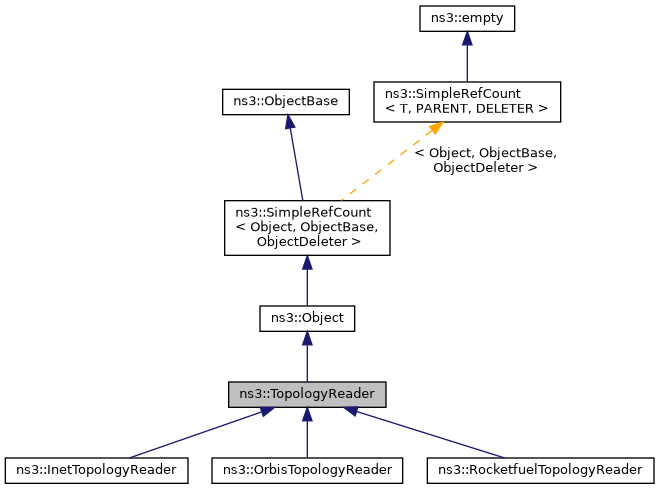 ns3::empty
ns3::SimpleRefCount
< T, PARENT, DELETER >
ns3::ObjectBase
< Object, ObjectBase,
ObjectDeleter >
ns3::SimpleRefCount
< Object, ObjectBase,
ObjectDeleter >
ns3::Object
ns3::TopologyReader
ns3::InetTopologyReader
ns3::OrbisTopologyReader
ns3::RocketfuelTopologyReader